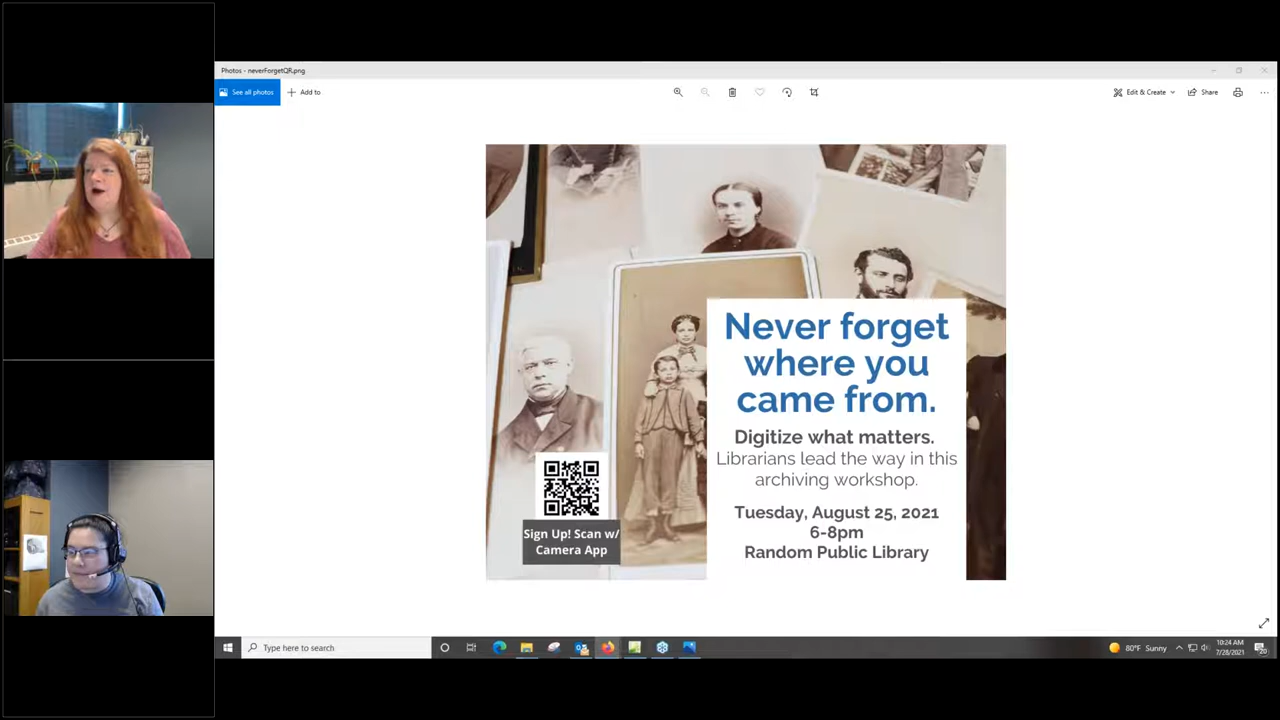 Photos - neverForgetQR.png
See all photos
Add to
Edit & Create
Share
Never forget
where you
came from.
Digitize what matters.
Librarians lead the way in this
archiving workshop.
Tuesday, August 25, 2021
6-8pm
Random Public Library
Sign Up! Scan w/
Camera App
Type here to search
80°F Sunny
10:24 AM
7/28/2021
20